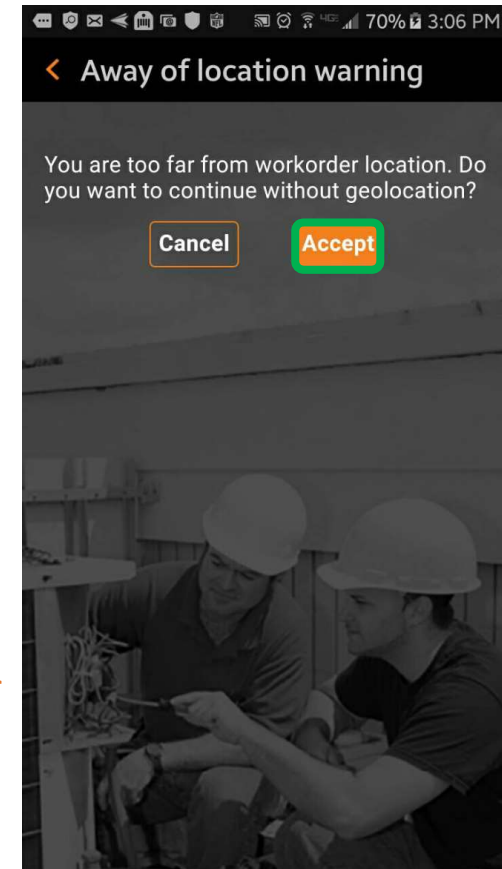 4G 70% 3:06 PM
Away of location warning
You are too far from workorder location. Do
you want to continue without geolocation?
Cancel Accept